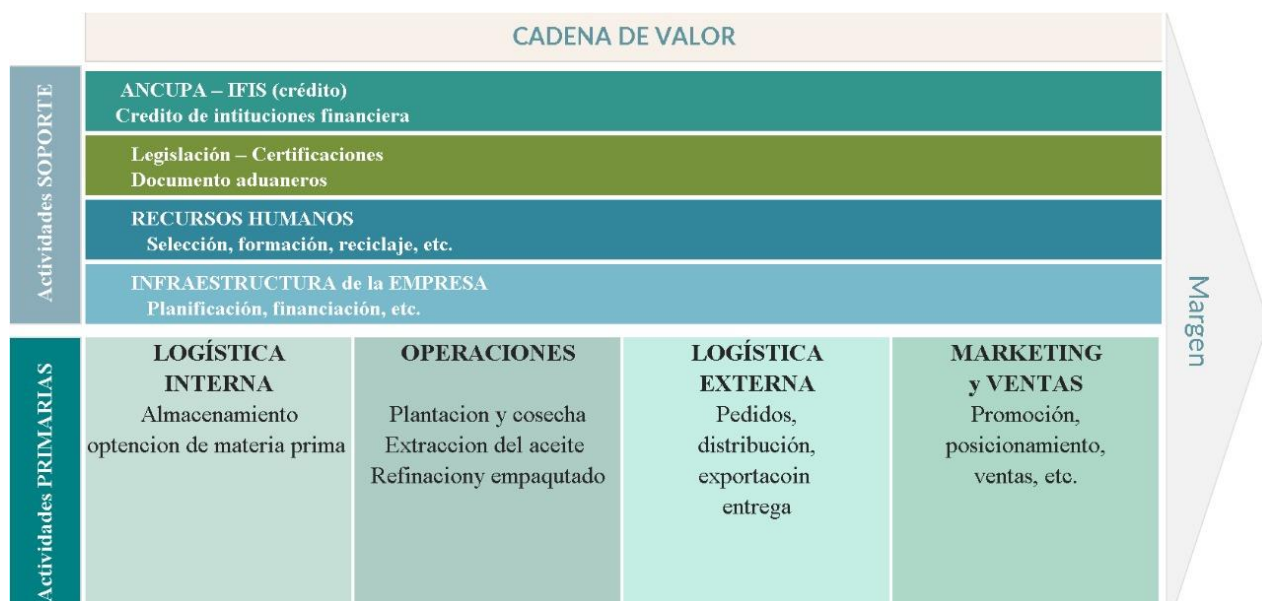 CADENA DE VALOR
Actividades SOPORTE
ANCUPA – IFIS (crédito)
Credito de intituciones financiera
Legislación – Certificaciones
Documento aduaneros
RECURSOS HUMANOS
Selección, formación, reciclaje, etc.
INFRAESTRUCTURA de la EMPRESA
Planificación, financiación, etc.
Actividades PRIMARIAS
LOGÍSTICA
INTERNA
Almacenamiento
optencion de materia prima
OPERACIONES
Plantacion y cosecha
Extraccion del aceite
Refinaciony empaqutado
LOGÍSTICA
EXTERNA
Pedidos,
distribución,
exportacoin
entrega
MARKETING
y VENTAS
Promoción,
posicionamiento,
ventas, etc.
Margen